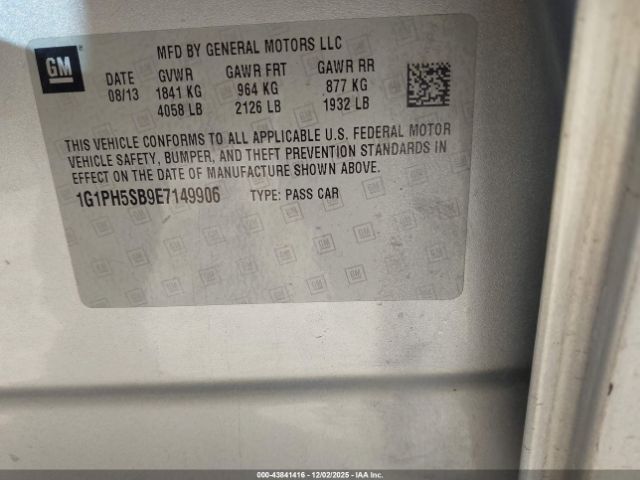 GM
MFD BY GENERAL MOTORS LLC
DATE GVWR GAWR FRT GAWR RR
08/13 1841 KG 964 KG 877 KG
4058 LB 2126 LB 1932 LB
THIS VEHICLE CONFORMS TO ALL APPLICABLE U.S. FEDERAL MOTOR
VEHICLE SAFETY, BUMPER, AND THEFT PREVENTION STANDARDS IN
EFFECT ON THE DATE OF MANUFACTURE SHOWN ABOVE.
1G1PH5SB9E7149906 TYPE: PASS CAR
000-43841416 - 12/02/2025 - IAA Inc.